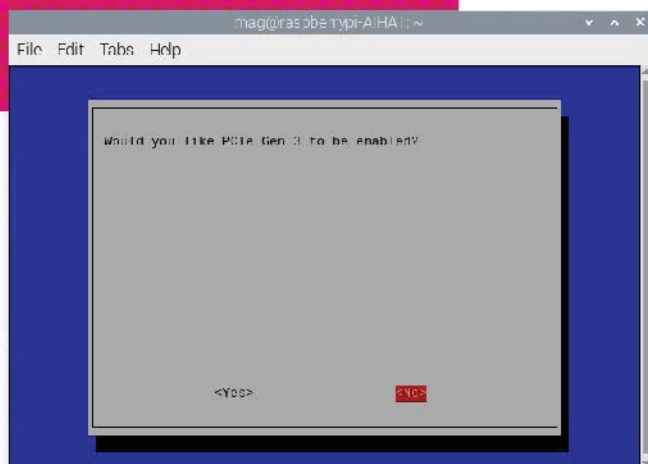 mag@raspberrypi-AIHAT: ~
File Edit Tabs Help
Would you like PCIe Gen 3 to be enabled?
<Yes> <No>